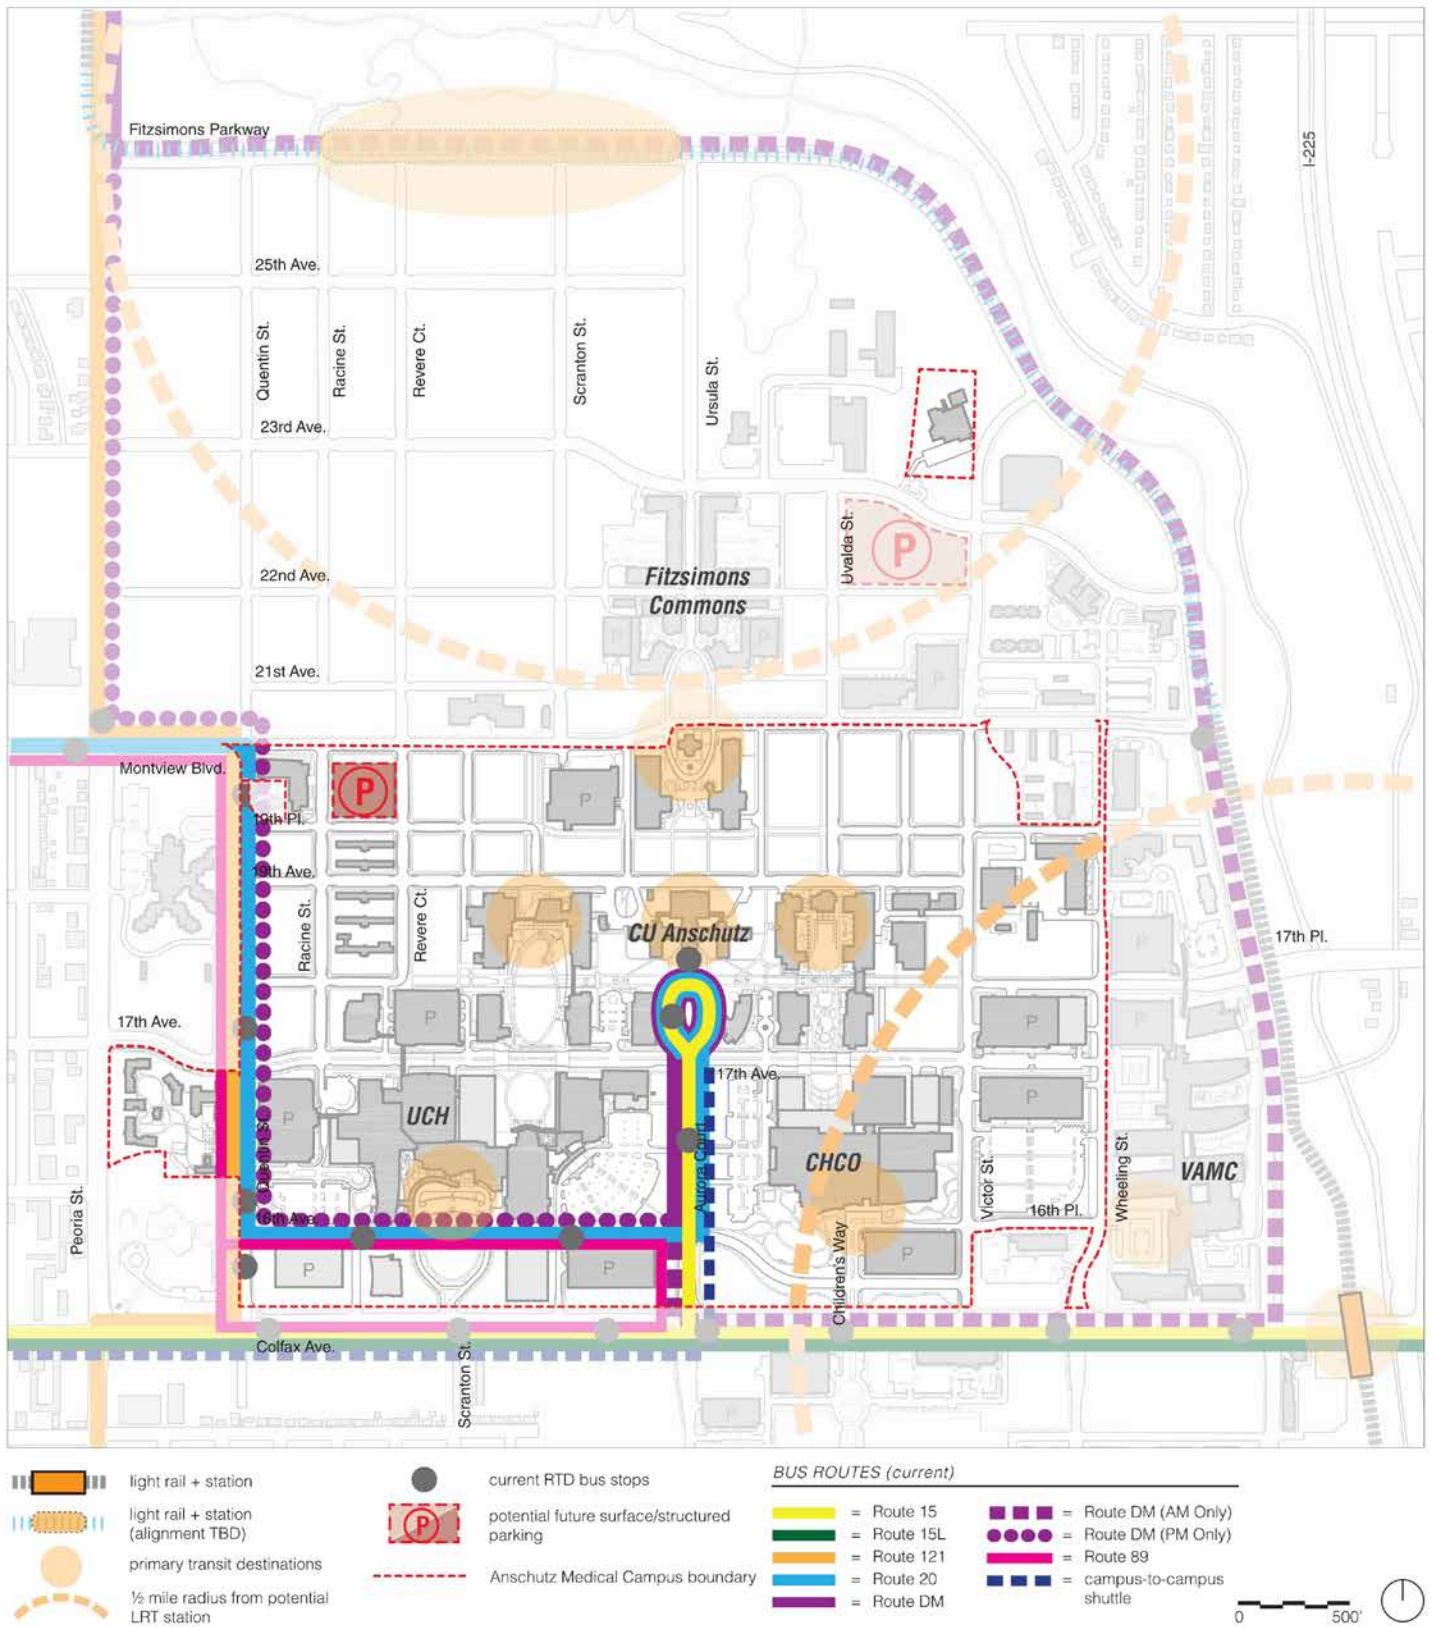 Fitzsimons Parkway
I-225
25th Ave.
Quentin St.
Racine St.
Revere Ct.
Scranton St.
Ursula St.
23rd Ave.
Uvalda St.
P
22nd Ave.
Fitzsimons
Commons
P
P
21st Ave.
P
Montview Blvd.
P
P
19th Pl.
19th Ave.
Racine St.
Revere Ct.
CU Anschutz
17th Pl.
17th Ave.
P
P
17th Ave.
P
UCH
P
Quentin St.
Aurora Court
CHCO
Victor St.
Wheeling St.
VAMC
Peoria St.
16th Ave.
16th Pl.
P
P
P
Children's Way
Colfax Ave.
Scranton St.
P
light rail + station
light rail + station
(alignment TBD)
primary transit destinations
½ mile radius from potential
LRT station
current RTD bus stops
P
potential future surface/structured
parking
Anschutz Medical Campus boundary
BUS ROUTES (current)
= Route 15
= Route 15L
= Route 121
= Route 20
= Route DM
= Route DM (AM Only)
= Route DM (PM Only)
= Route 89
= campus-to-campus
shuttle
0 500'